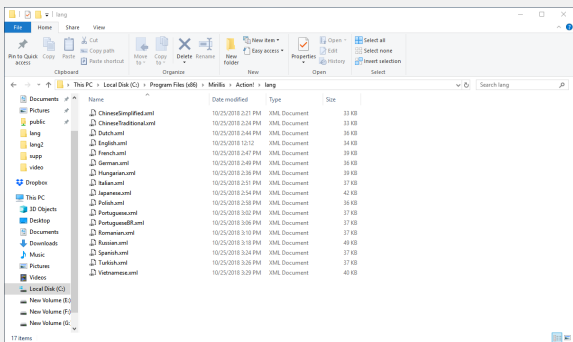 lang
File Home Share View
Pin to Quick access
Copy
Paste
Cut
Copy path
Paste shortcut
Clipboard
Move to
Copy to
Delete
Rename
Organize
New folder
New item
Easy access
New
Properties
Open
Edit
History
Open
Select all
Select none
Invert selection
Select
This PC > Local Disk (C:) > Program Files (x86) > Mirillis > Action! > lang
Search lang
Documents
Pictures
public
lang
lang2
supp
video
Dropbox
This PC
3D Objects
Desktop
Documents
Downloads
Music
Pictures
Videos
Local Disk (C:)
New Volume (E:)
New Volume (F:)
New Volume (G:
Name Date modified Type Size
ChineseSimplified.xml 10/25/2018 2:21 PM XML Document 33 KB
ChineseTraditional.xml 10/25/2018 2:24 PM XML Document 33 KB
Dutch.xml 10/25/2018 2:44 PM XML Document 36 KB
English.xml 10/25/2018 12:12 XML Document 34 KB
French.xml 10/25/2018 2:47 PM XML Document 39 KB
German.xml 10/25/2018 2:49 PM XML Document 36 KB
Hungarian.xml 10/25/2018 2:36 PM XML Document 39 KB
Italian.xml 10/25/2018 2:51 PM XML Document 37 KB
Japanese.xml 10/25/2018 2:54 PM XML Document 42 KB
Polish.xml 10/25/2018 2:58 PM XML Document 36 KB
Portuguese.xml 10/25/2018 3:02 PM XML Document 37 KB
PortugueseBR.xml 10/25/2018 3:06 PM XML Document 37 KB
Romanian.xml 10/25/2018 3:10 PM XML Document 37 KB
Russian.xml 10/25/2018 3:18 PM XML Document 49 KB
Spanish.xml 10/25/2018 3:24 PM XML Document 37 KB
Turkish.xml 10/25/2018 3:26 PM XML Document 37 KB
Vietnamese.xml 10/25/2018 3:29 PM XML Document 40 KB
17 items